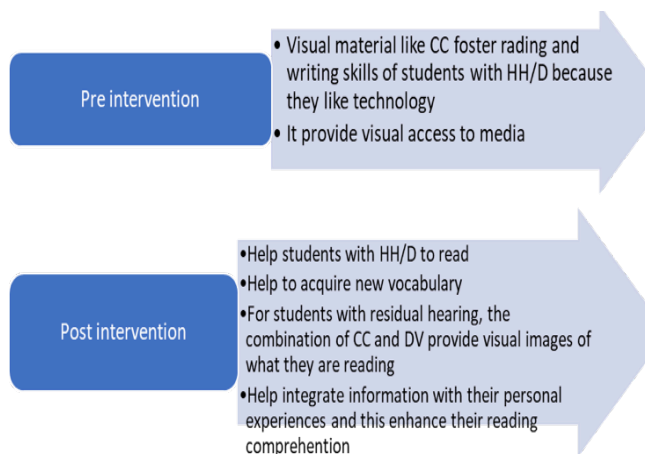 Pre intervention
• Visual material like CC foster rading and
writing skills of students with HH/D because
they like technology
• It provide visual access to media
Post intervention
•Help students with HH/D to read
•Help to acquire new vocabulary
•For students with residual hearing, the
combination of CC and DV provide visual images of
what they are reading
•Help integrate information with their personal
experiences and this enhance their reading
comprehention